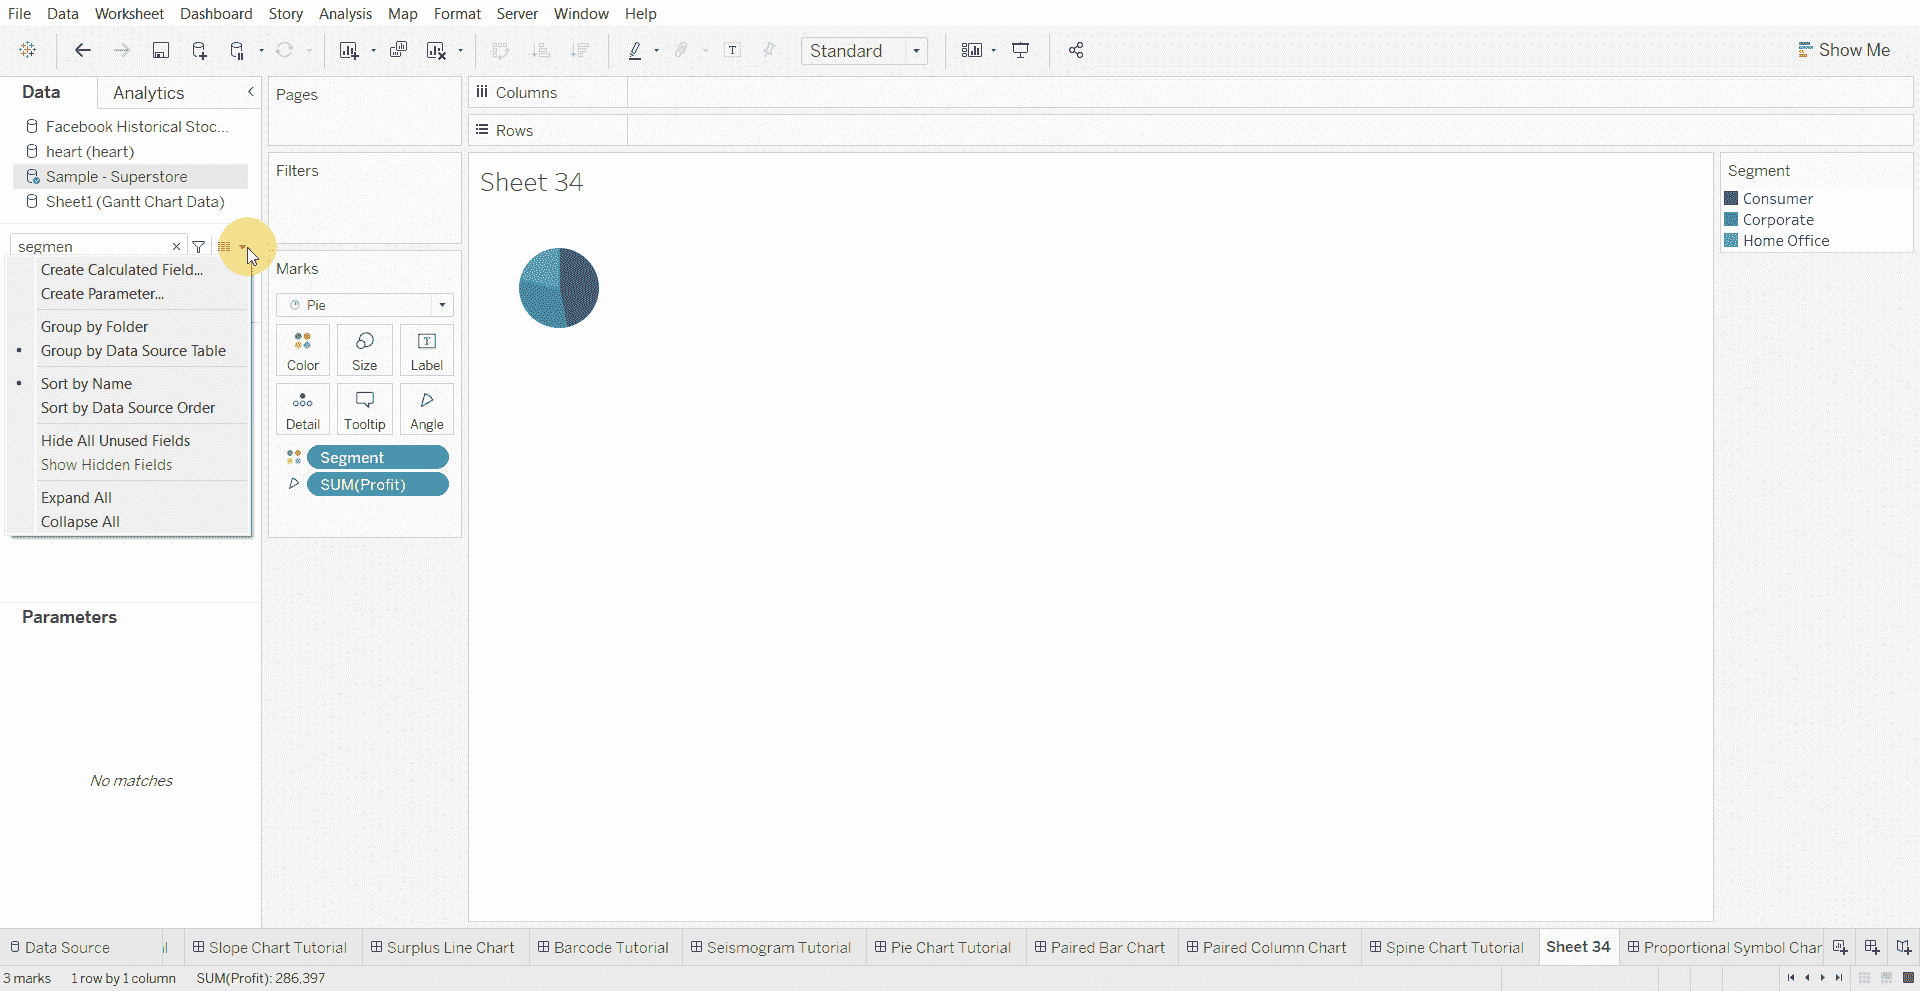 File Data Worksheet Dashboard Story Analysis Map Format Server Window Help
Standard
Show Me
Data Analytics
Facebook Historical Stoc...
heart (heart)
Sample - Superstore
Sheet1 (Gantt Chart Data)
segmen
Create Calculated Field...
Create Parameter...
Group by Folder
Group by Data Source Table
Sort by Name
Sort by Data Source Order
Hide All Unused Fields
Show Hidden Fields
Expand All
Collapse All
Parameters
No matches
Pages
Filters
Marks
Pie
Color Size Label
Detail Tooltip Angle
Segment
SUM(Profit)
Columns
Rows
Sheet 34
Segment
Consumer
Corporate
Home Office
Data Source Slope Chart Tutorial Surplus Line Chart Barcode Tutorial Seismogram Tutorial Pie Chart Tutorial Paired Bar Chart Paired Column Chart Spine Chart Tutorial Sheet 34 Proportional Symbol Char
3 marks 1 row by 1 column SUM(Profit): 286,397